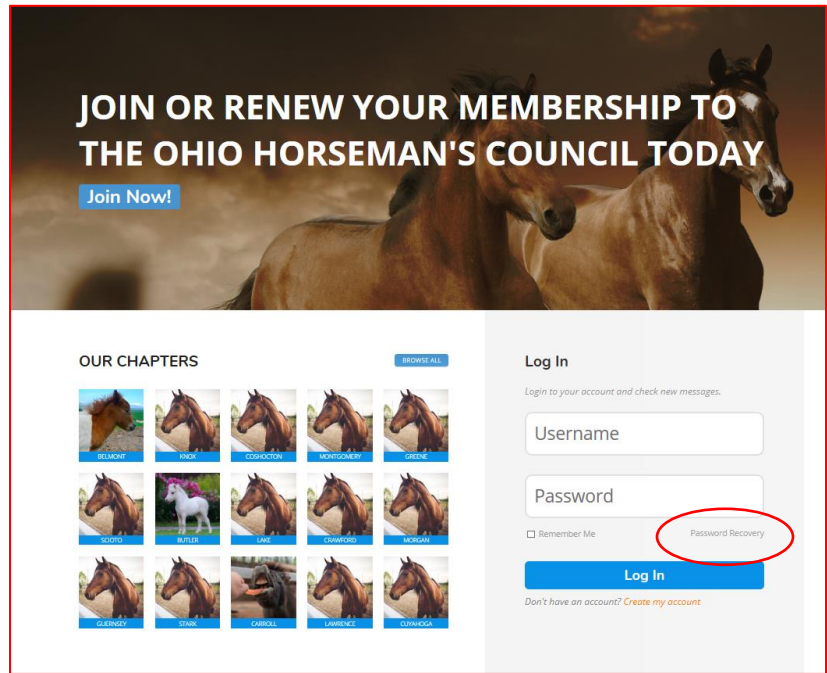 JOIN OR RENEW YOUR MEMBERSHIP TO
THE OHIO HORSEMAN'S COUNCIL TODAY
Join Now!
OUR CHAPTERS
BROWSE ALL
BELMONT
KNOX
COSHOCTON
MONTGOMERY
GREENE
SCIOTO
BUTLER
LAKE
CRAWFORD
MORGAN
GUERNSEY
STARK
CARROLL
LAWRENCE
CUYAHOGA
Log In
Login to your account and check new messages.
Username
Password
Remember Me
Password Recovery
Log In
Don't have an account? Create my account